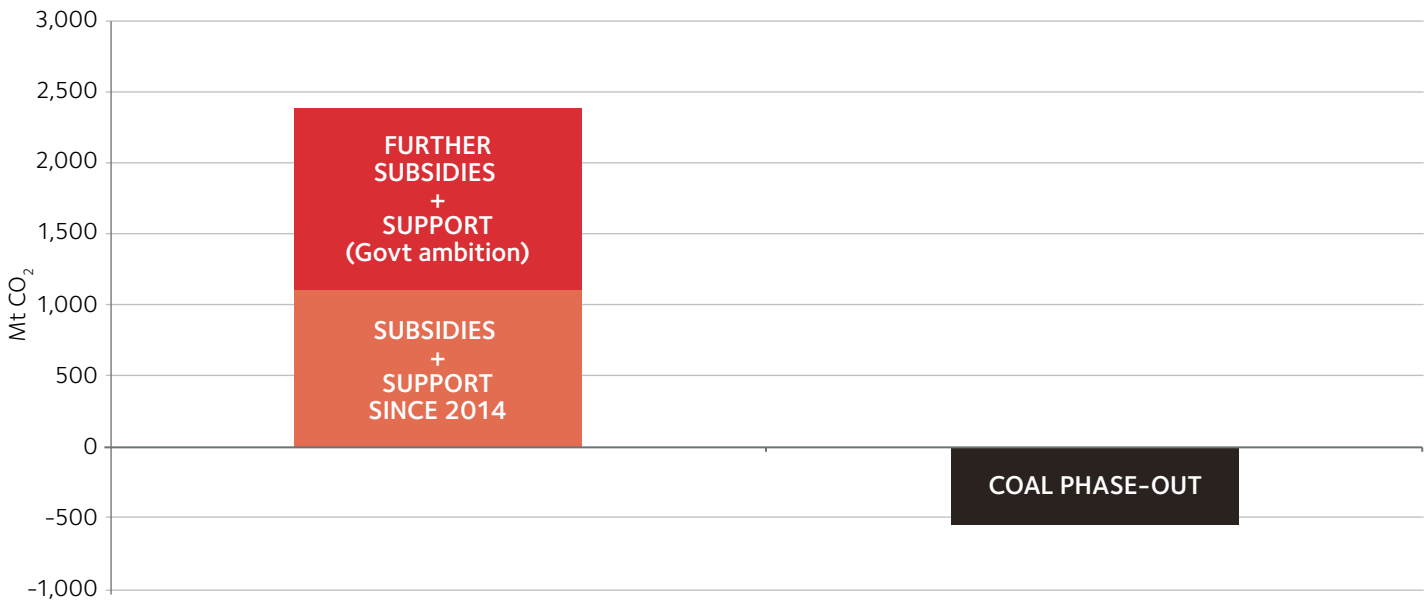 3,000
2,500
2,000
1,500
1,000
500
0
-500
-1,000
Mt CO₂
FURTHER
SUBSIDIES
+
SUPPORT
(Govt ambition)
SUBSIDIES
+
SUPPORT
SINCE 2014
COAL PHASE-OUT